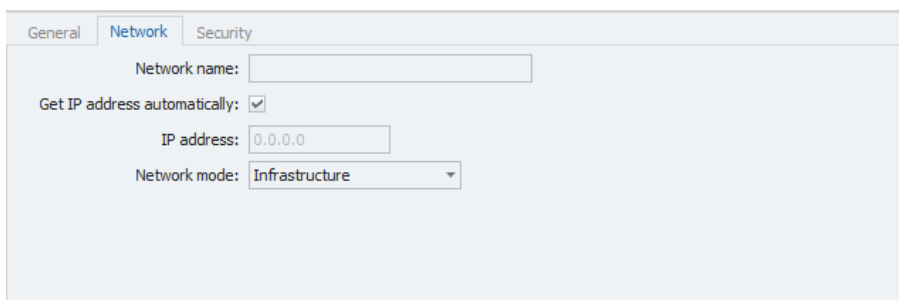 General Network Security
Network name:
Get IP address automatically:
IP address: 0.0.0.0
Network mode: Infrastructure